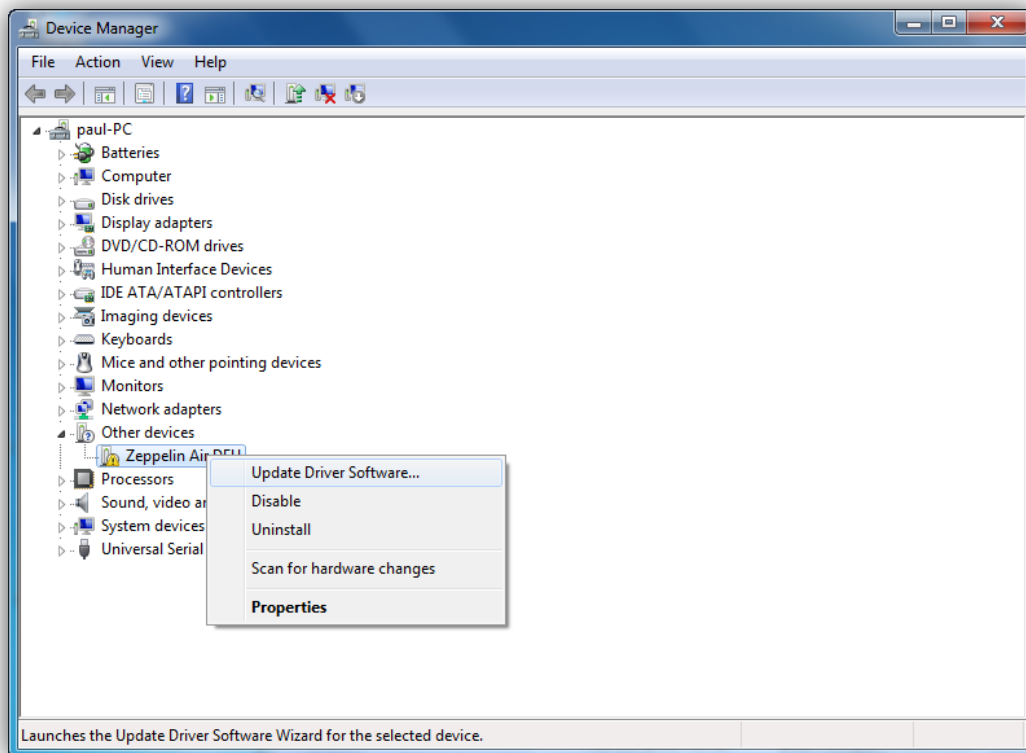 Device Manager
File Action View Help
paul-PC
Batteries
Computer
Disk drives
Display adapters
DVD/CD-ROM drives
Human Interface Devices
IDE ATA/ATAPI controllers
Imaging devices
Keyboards
Mice and other pointing devices
Monitors
Network adapters
Other devices
Zeppelin Air DFU
Processors
Sound, video
System devices
Universal Serial
Update Driver Software...
Disable
Uninstall
Scan for hardware changes
Properties
Launches the Update Driver Software Wizard for the selected device.